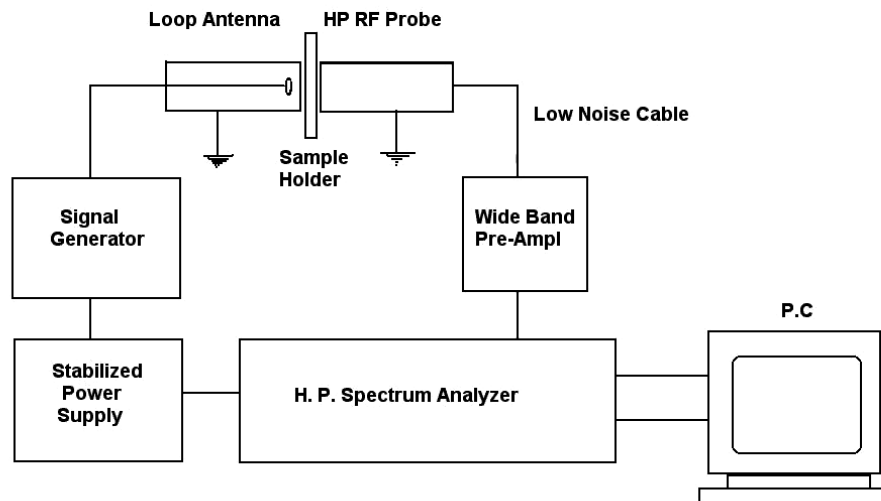 Loop Antenna
HP RF Probe
Low Noise Cable
Sample
Holder
Signal
Generator
Wide Band
Pre-Ampl
P.C
Stabilized
Power
Supply
H. P. Spectrum Analyzer